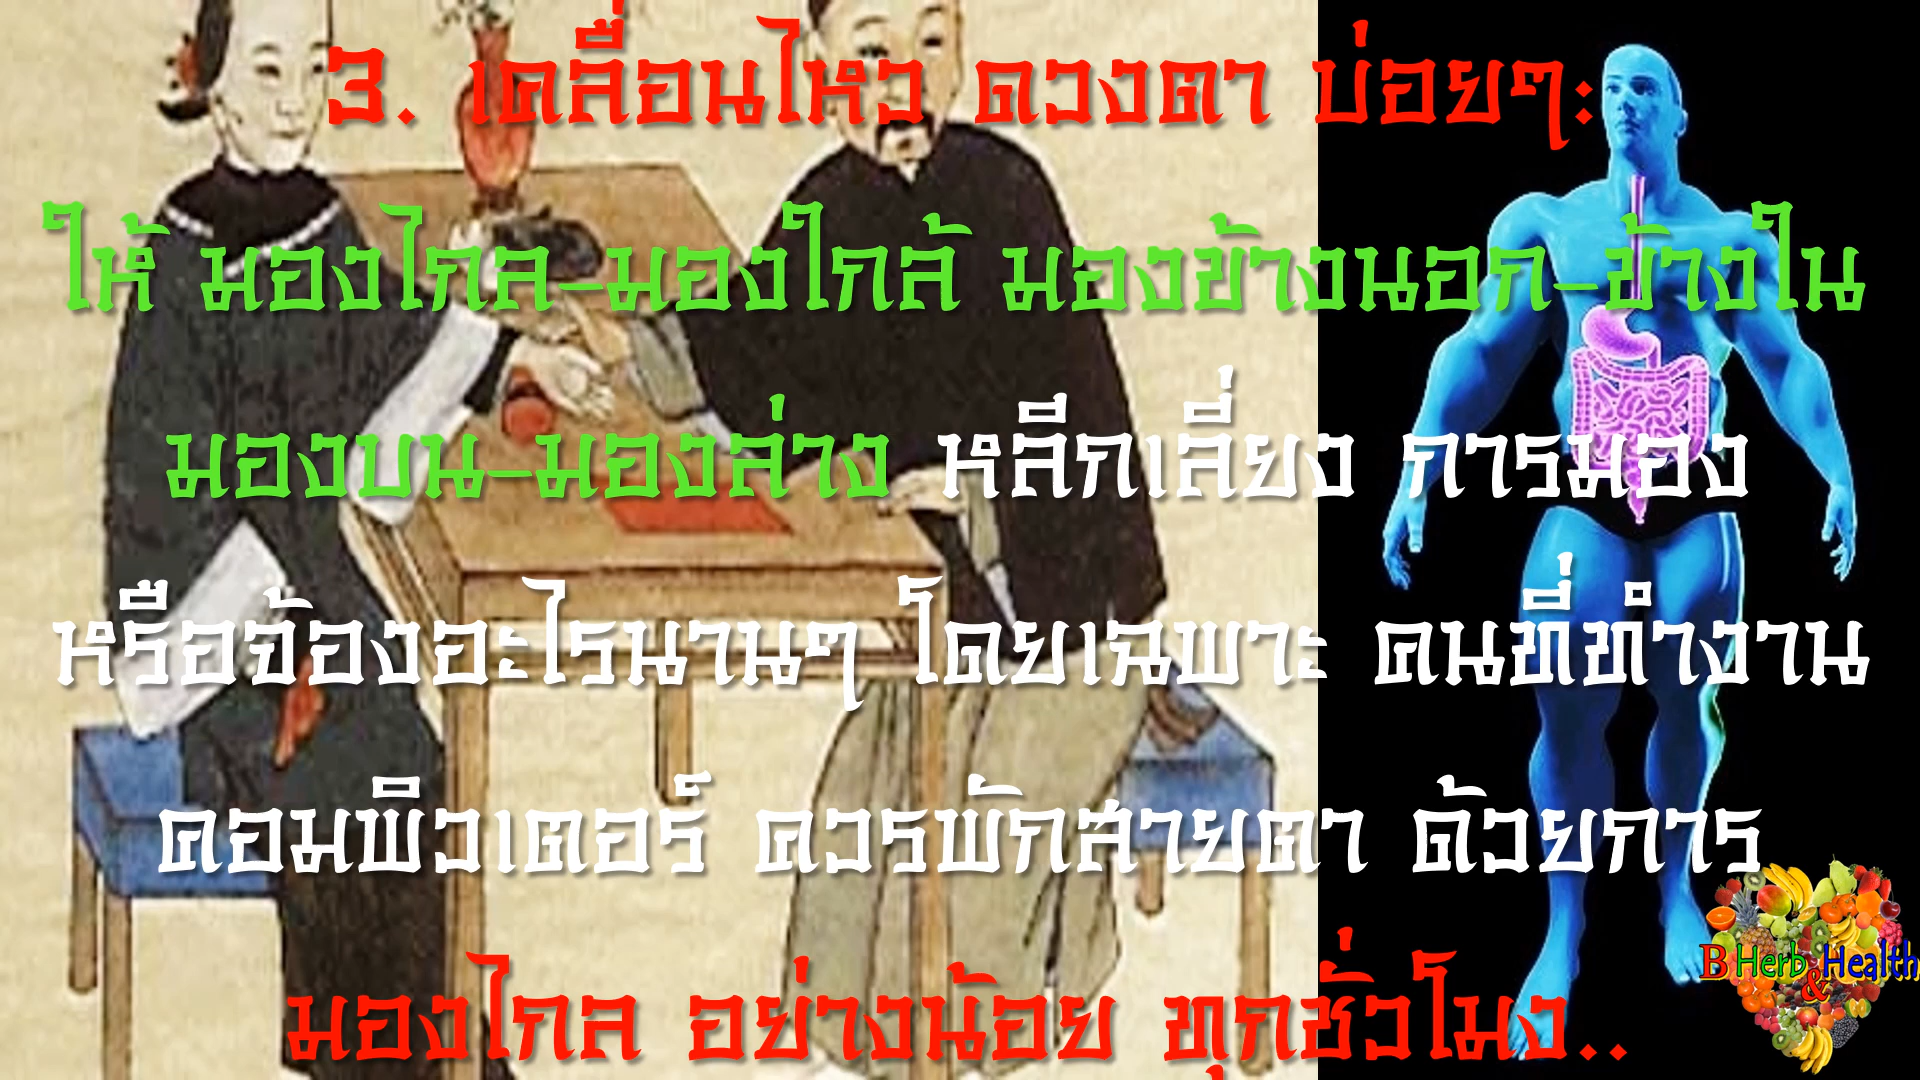 3. เคลื่อนไหว ดวงตา บ่อยๆ:
ให้ มองไกล-มองใกล้ มองข้างนอก-ข้างใน
มองบน-มองล่าง หลีกเลี่ยง การมอง
หรือจ้องอะไรนานๆ โดยเฉพาะ คนที่ทำงาน
คอมพิวเตอร์ ควรพักสายตา ด้วยการ
มองไกล อย่างน้อย ทุกชั่วโมง..
B Herb & Health